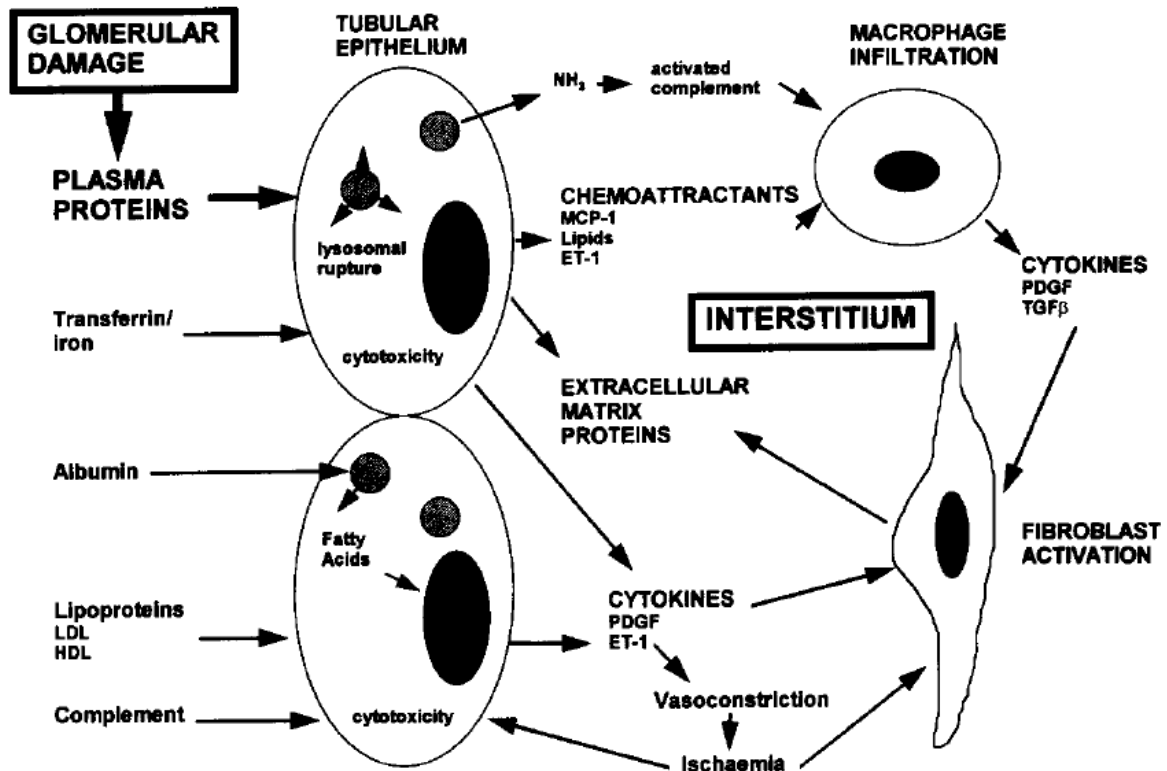 GLOMERULAR
DAMAGE
PLASMA
PROTEINS
Transferrin/
iron
Albumin
Lipoproteins
LDL
HDL
Complement
TUBULAR
EPITHELIUM
lysosomal
rupture
cytotoxicity
Fatty
Acids
cytotoxicity
NH3
activated
complement
CHEMOATTRACTANTS
MCP-1
Lipids
ET-1
EXTRACELLULAR
MATRIX
PROTEINS
CYTOKINES
PDGF
ET-1
Vasoconstriction
Ischaemia
MACROPHAGE
INFILTRATION
CYTOKINES
PDGF
TGFβ
INTERSTITIUM
FIBROBLAST
ACTIVATION